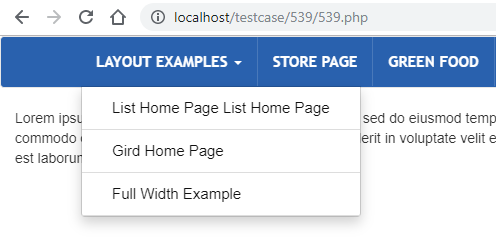 localhost/testcase/539/539.php
LAYOUT EXAMPLES STORE PAGE GREEN FOOD
List Home Page List Home Page
Gird Home Page
Full Width Example
Lorem ipsu sed do eiusmod temp
commodo erit in voluptate velit e
est laborum